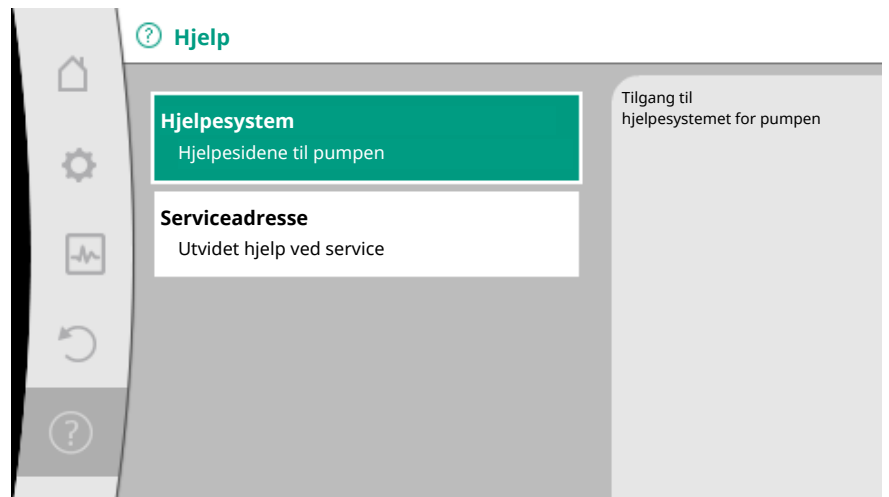 Hjelp
Hjelpesystem
Hjelpesidene til pumpen
Serviceadresse
Utvidet hjelp ved service
Tilgang til
hjelpesystemet for pumpen